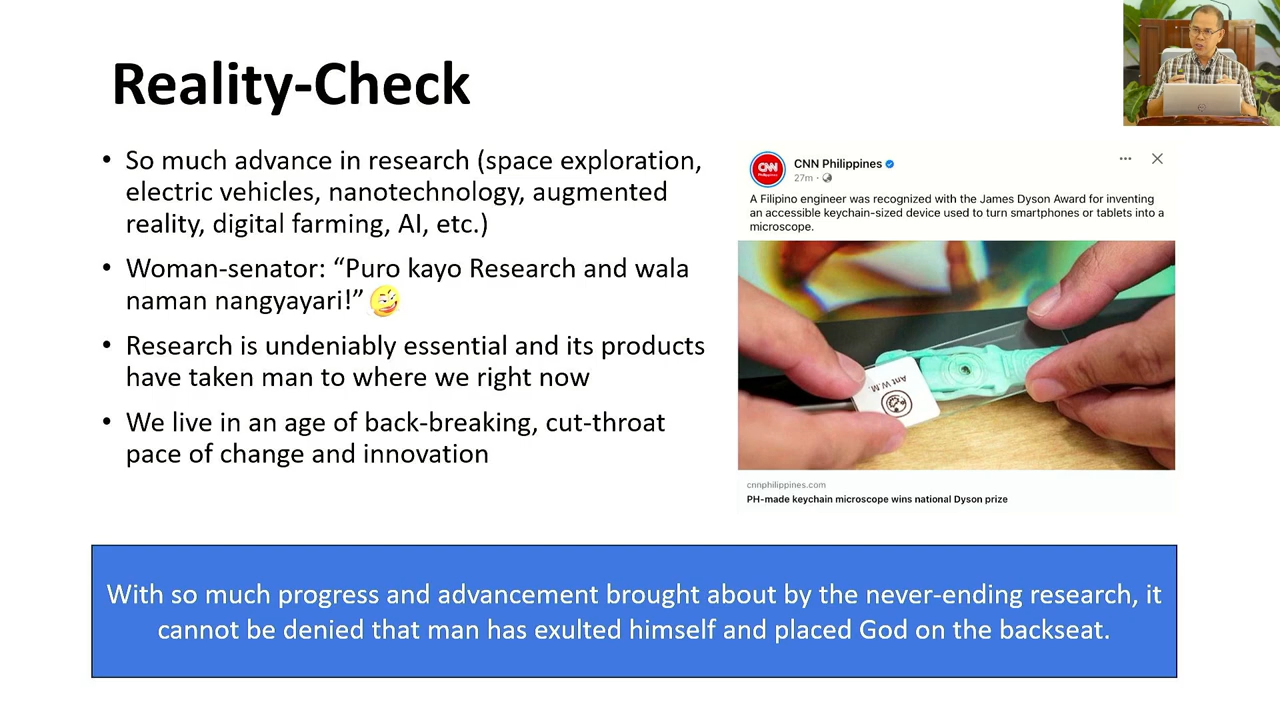 Reality-Check
• So much advance in research (space exploration,
electric vehicles, nanotechnology, augmented
reality, digital farming, AI, etc.)
• Woman-senator: “Puro kayo Research and wala
naman nangyayari!”
• Research is undeniably essential and its products
have taken man to where we right now
• We live in an age of back-breaking, cut-throat
pace of change and innovation
CNN
Philippines
CNN Philippines
27m ·
A Filipino engineer was recognized with the James Dyson Award for inventing
an accessible keychain-sized device used to turn smartphones or tablets into a
microscope.
Ant W.M.
cnnphilippines.com
PH-made keychain microscope wins national Dyson prize
With so much progress and advancement brought about by the never-ending research, it
cannot be denied that man has exulted himself and placed God on the backseat.